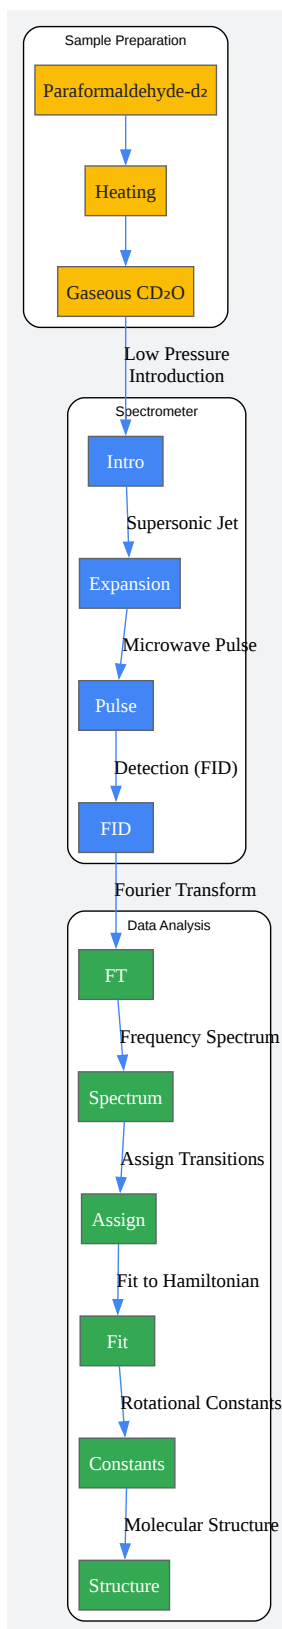 Sample Preparation
Paraformaldehyde-d₂
Heating
Gaseous CD₂O
Low Pressure
Introduction
Spectrometer
Intro
Supersonic Jet
Expansion
Microwave Pulse
Pulse
Detection (FID)
FID
Fourier Transform
Data Analysis
FT
Frequency Spectrum
Spectrum
Assign Transitions
Assign
Fit to Hamiltonian
Fit
Rotational Constants
Constants
Molecular Structure
Structure